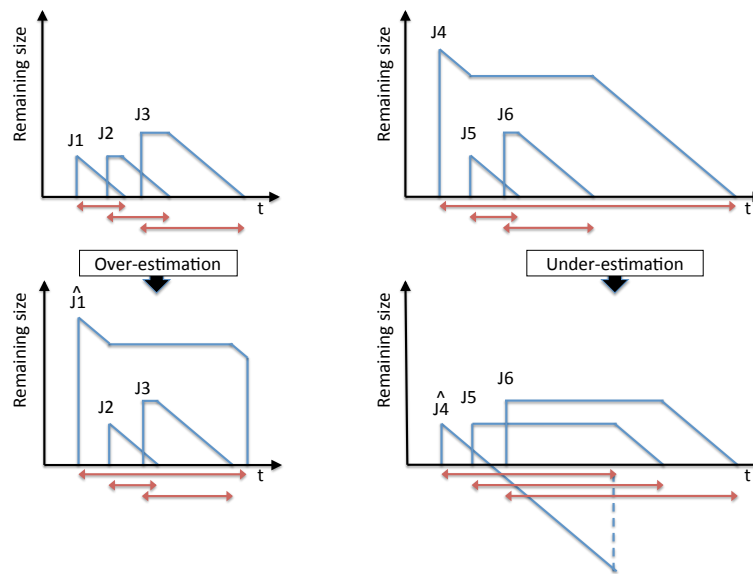 Remaining size
J1
J2
J3
t
Over-estimation
Remaining size
Ĵ1
J2
J3
t
Remaining size
J4
J5
J6
t
Under-estimation
Remaining size
Ĵ4
J5
J6
t